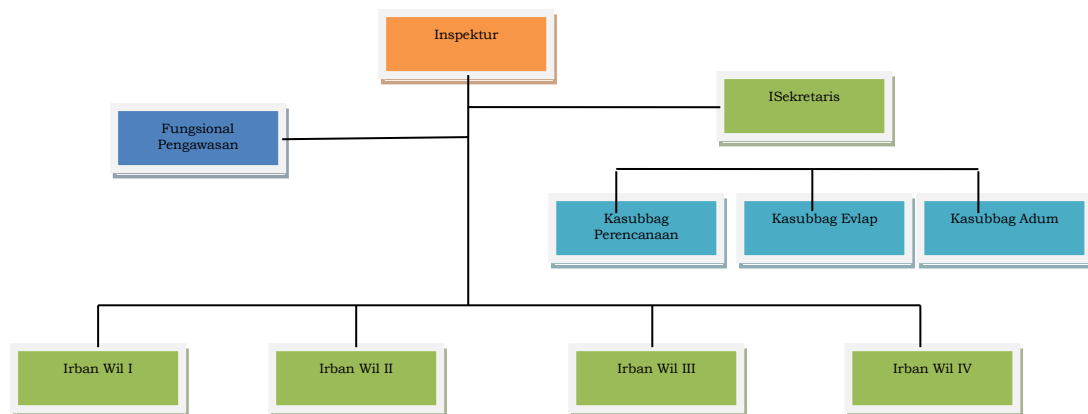 Inspektur
ISekretaris
Fungsional
Pengawasan
Kasubbag
Perencanaan
Kasubbag Evlap
Kasubbag Adum
Irban Wil I
Irban Wil II
Irban Wil III
Irban Wil IV